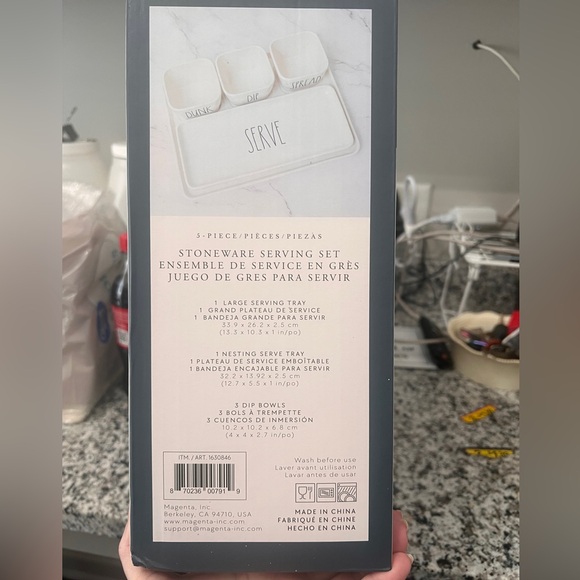 DUNK
DIP
SPREAD
SERVE
5-PIECE/PIÈCES/PIEZAS
STONEWARE SERVING SET
ENSEMBLE DE SERVICE EN GRÈS
JUEGO DE GRES PARA SERVIR
1 LARGE SERVING TRAY
1 GRAND PLATEAU DE SERVICE
1 BANDEJA GRANDE PARA SERVIR
33.9 x 26.2 x 2.5 cm
(13.3 x 10.3 x 1 in/po)
1 NESTING SERVE TRAY
1 PLATEAU DE SERVICE EMBOÎTABLE
1 BANDEJA ENCAJABLE PARA SERVIR
32.2 x 13.92 x 2.5 cm
(12.7 x 5.5 x 1 in/po)
3 DIP BOWLS
3 BOLS À TREMPETTE
3 CUENCOS DE INMERSIÓN
10.2 x 10.2 x 6.8 cm
(4 x 4 x 2.7 in/po)
ITM. / ART. 1630846
8 70236 00791 9
Magenta, Inc.
Berkeley, CA 94710, USA
www.magenta-inc.com
support@magenta-inc.com
Wash before use
Laver avant utilisation
Lavar antes de usar
MADE IN CHINA
FABRIQUÉ EN CHINE
HECHO EN CHINA